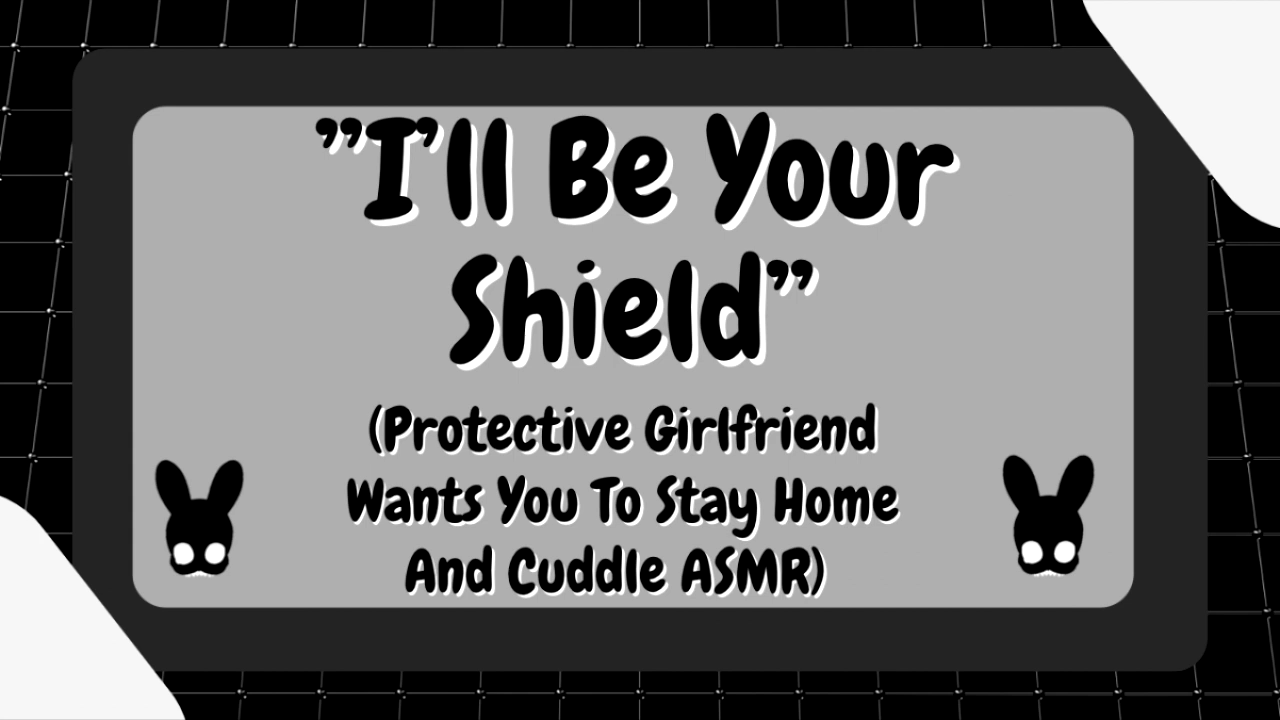 ”I’ll Be Your
Shield”
(Protective Girlfriend
Wants You To Stay Home
And Cuddle ASMR)